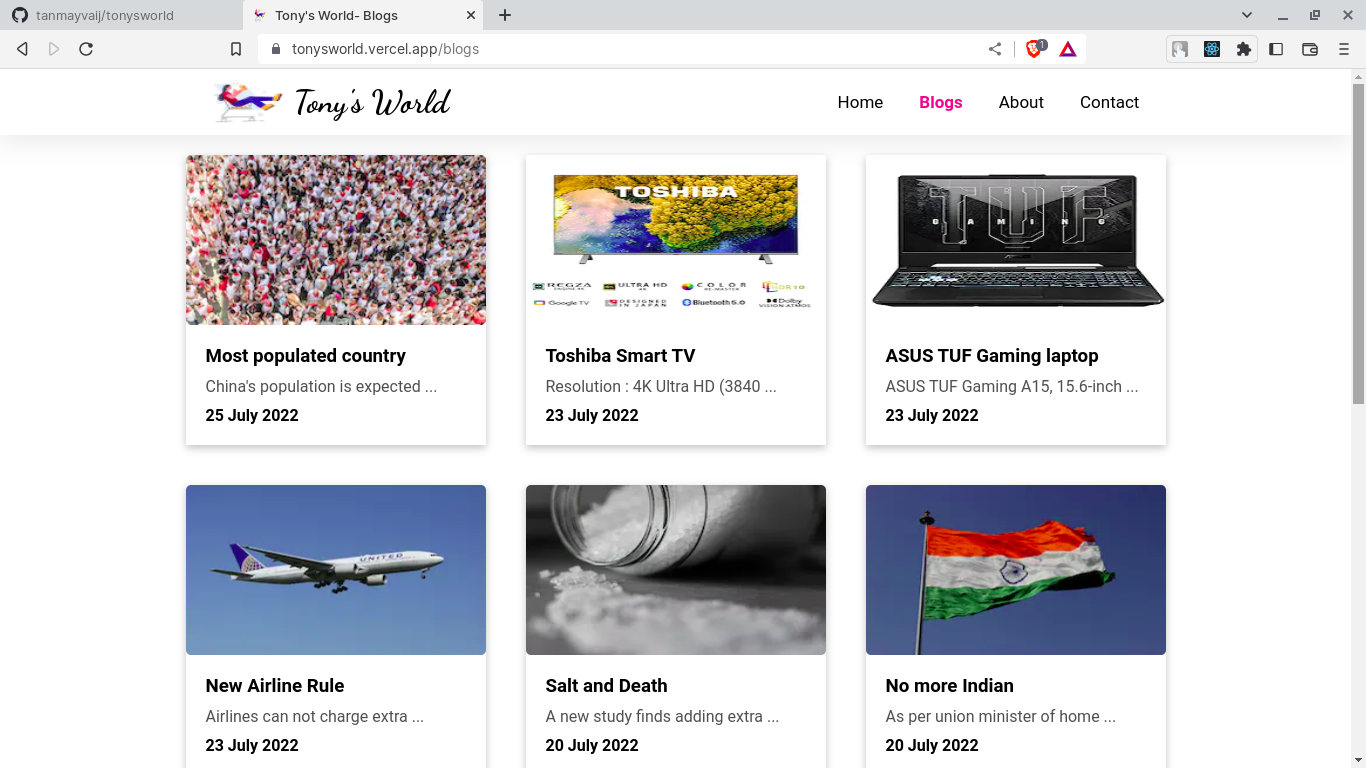 tanmayvaij/tonysworld
Tony's World- Blogs
tonysworld.vercel.app/blogs
1
Tony's World
Home
Blogs
About
Contact
TOSHIBA
REGZA
ULTRA HD
4K
COLOR
RE-MASTER
HDR10
Google TV
DESIGNED
IN JAPAN
Bluetooth 5.0
Dolby
VISION·ATMOS
TUF
GAMING
Most populated country
China's population is expected ...
25 July 2022
Toshiba Smart TV
Resolution : 4K Ultra HD (3840 ...
23 July 2022
ASUS TUF Gaming laptop
ASUS TUF Gaming A15, 15.6-inch ...
23 July 2022
UNITED
New Airline Rule
Airlines can not charge extra ...
23 July 2022
Salt and Death
A new study finds adding extra ...
20 July 2022
No more Indian
As per union minister of home ...
20 July 2022